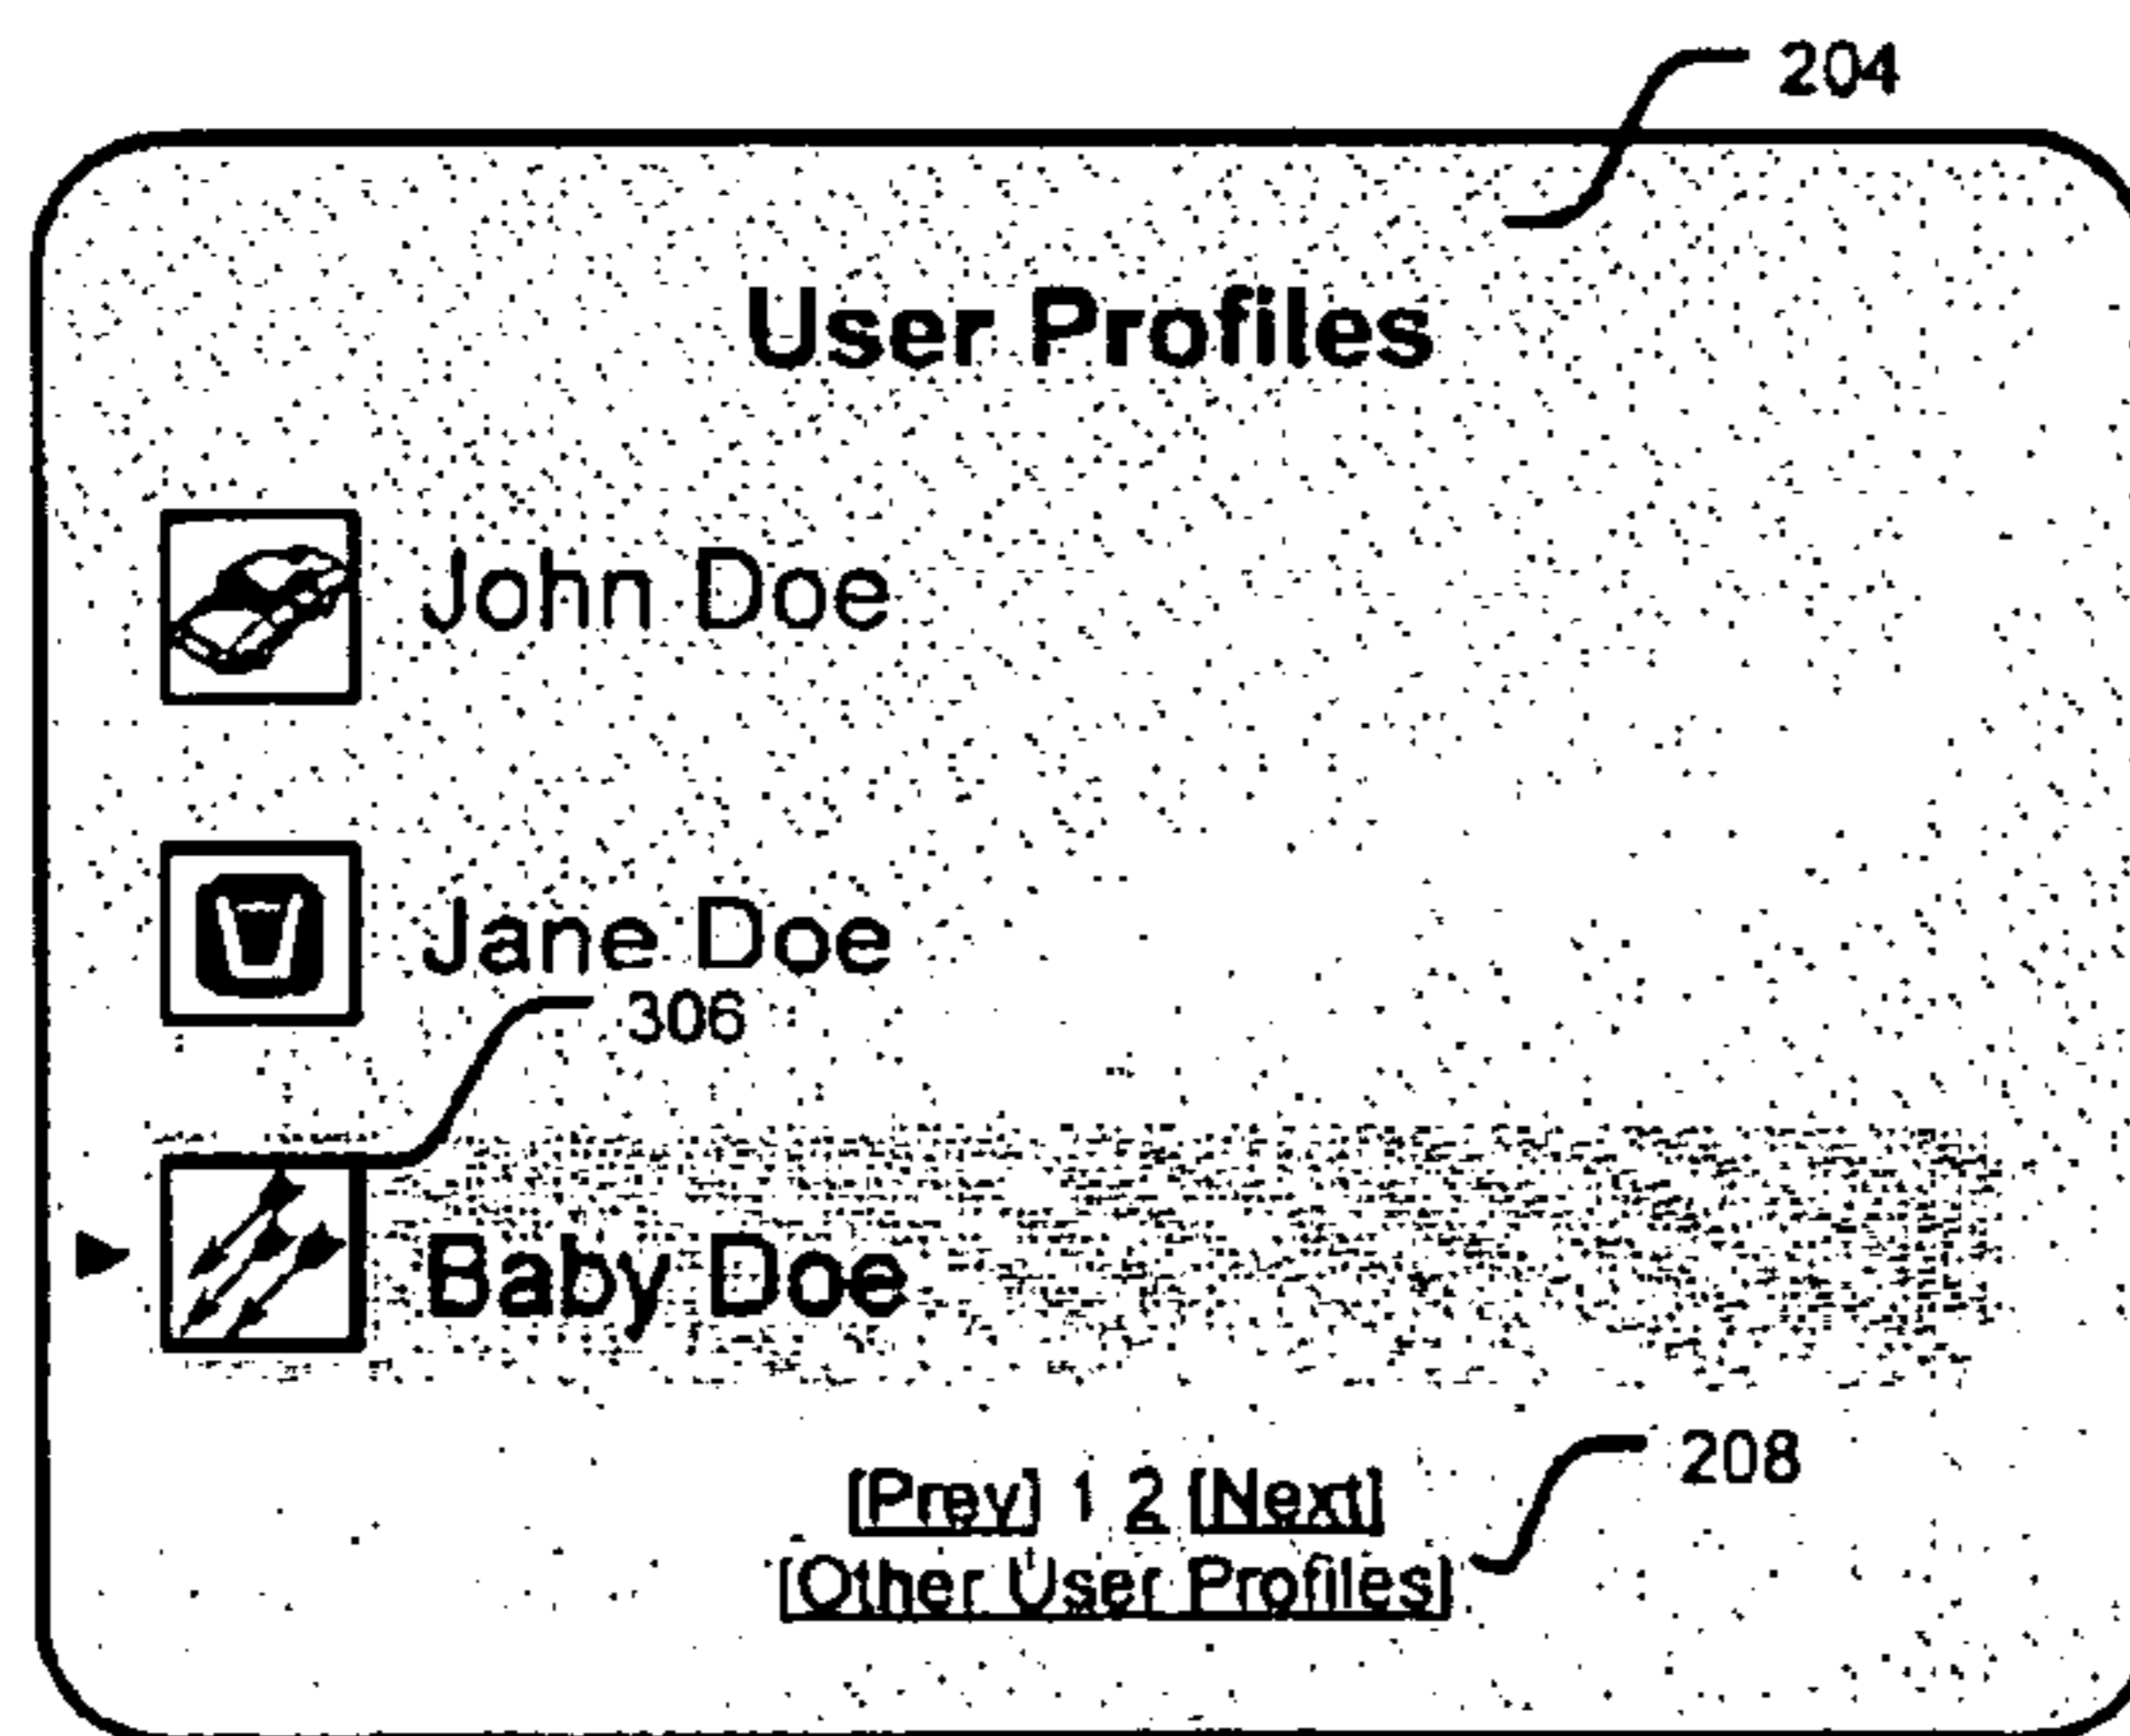 204
User Profiles
John Doe
Jane Doe
306
Baby Doe
208
[Prev] 1 2 [Next]
[Other User Profiles]